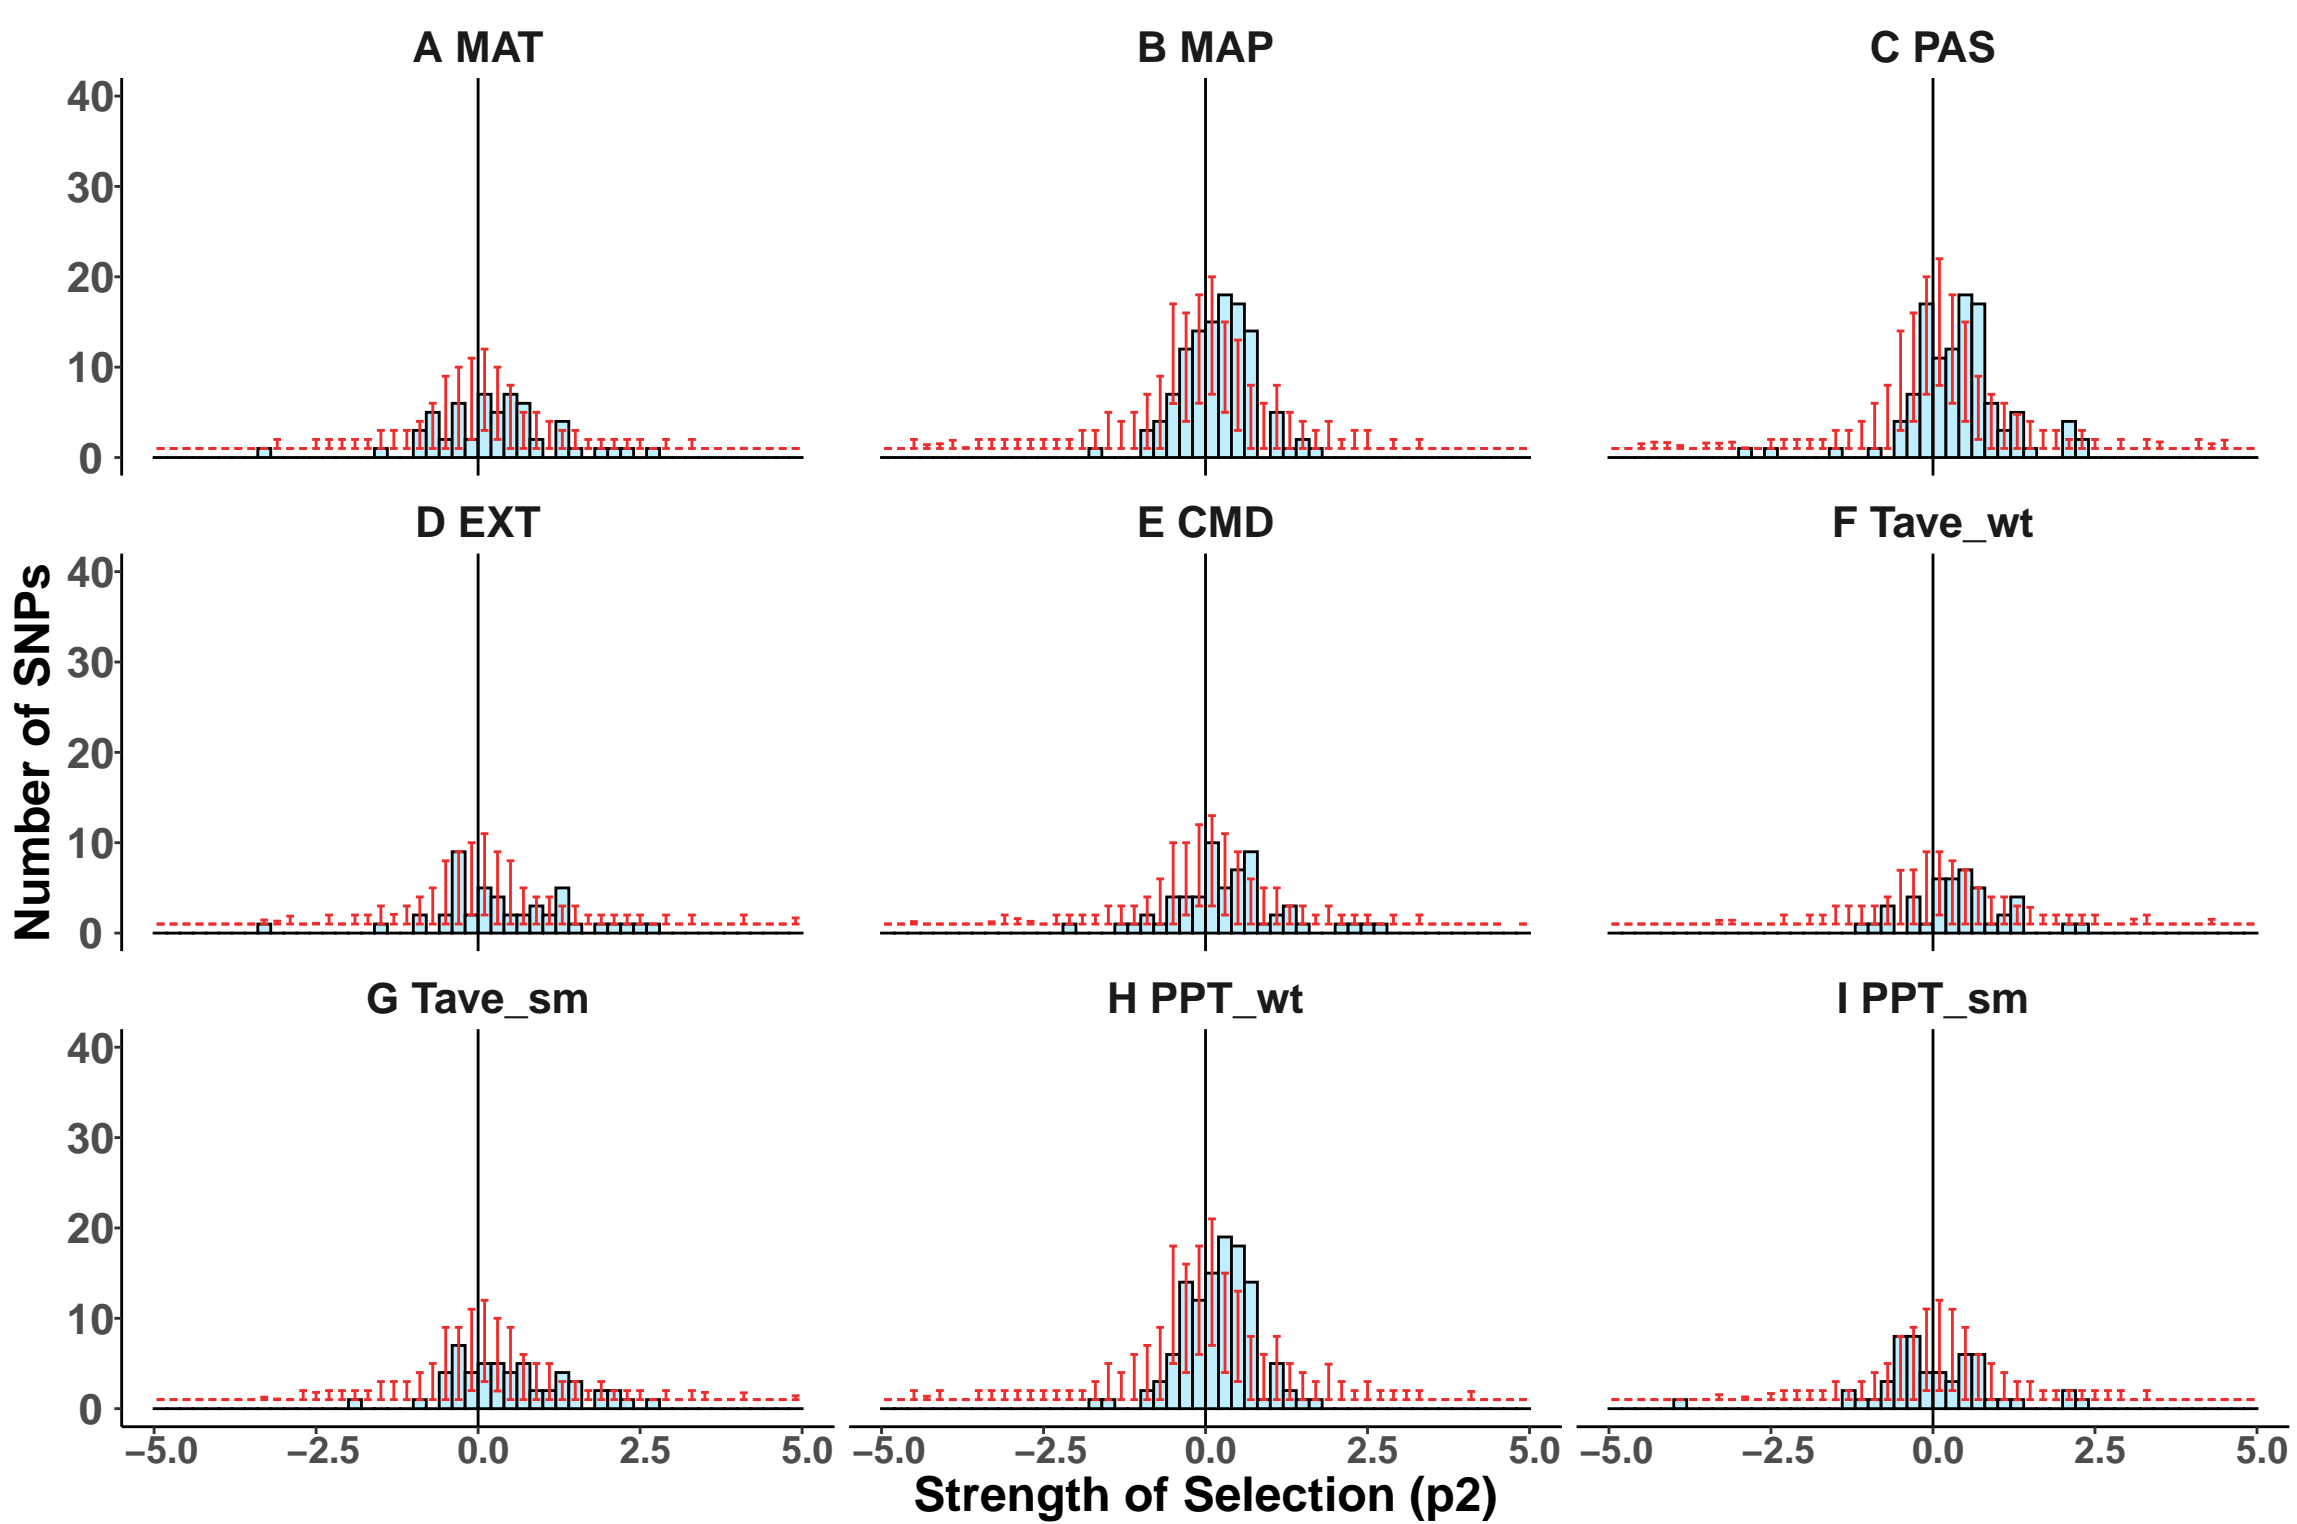 A MAT
B MAP
C PAS
40
30
20
10
0
D EXT
E CMD
F Tave_wt
Number of SNPs
40
30
20
10
0
G Tave_sm
H PPT_wt
I PPT_sm
40
30
20
10
0
−5.0 −2.5 0.0 2.5 5.0
−5.0 −2.5 0.0 2.5 5.0
−5.0 −2.5 0.0 2.5 5.0
Strength of Selection (p2)